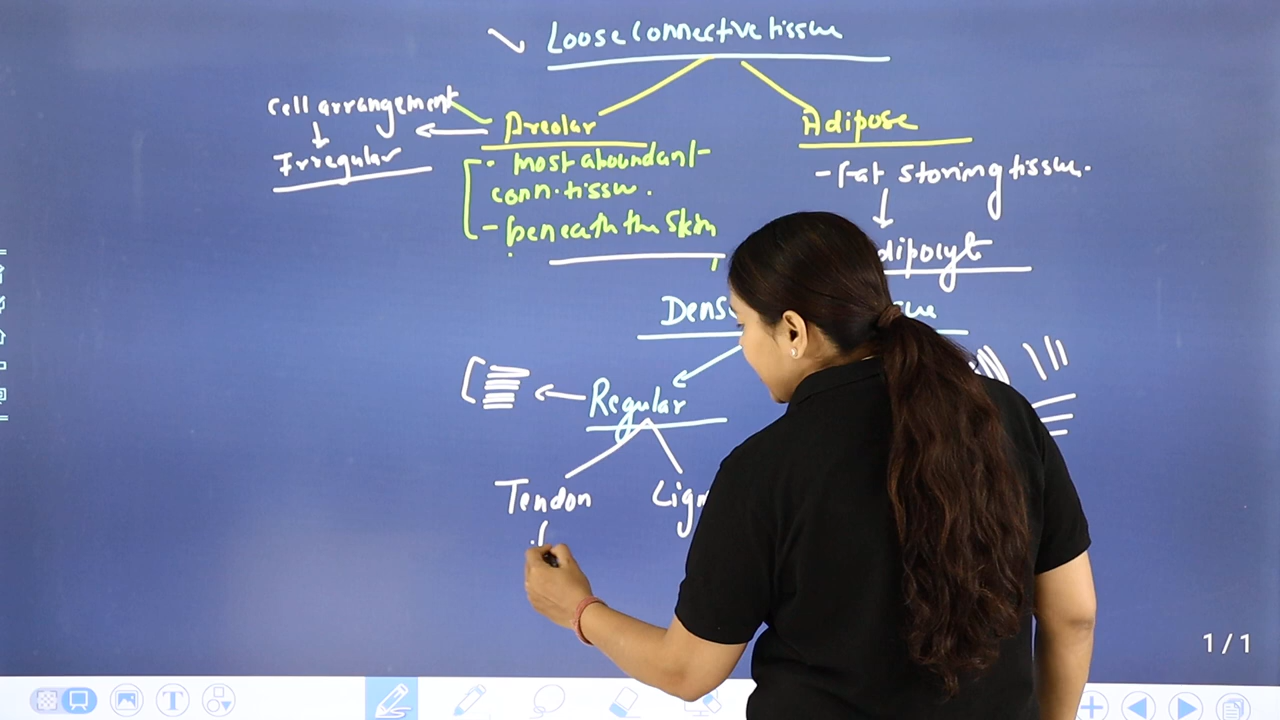 Loose connective tissue
cell arrangement
Irregular
Areolar
Adipose
• most abundant
conn. tissue.
- beneath the skin
- fat storing tissue.
Regular
Tendon
T
1/1